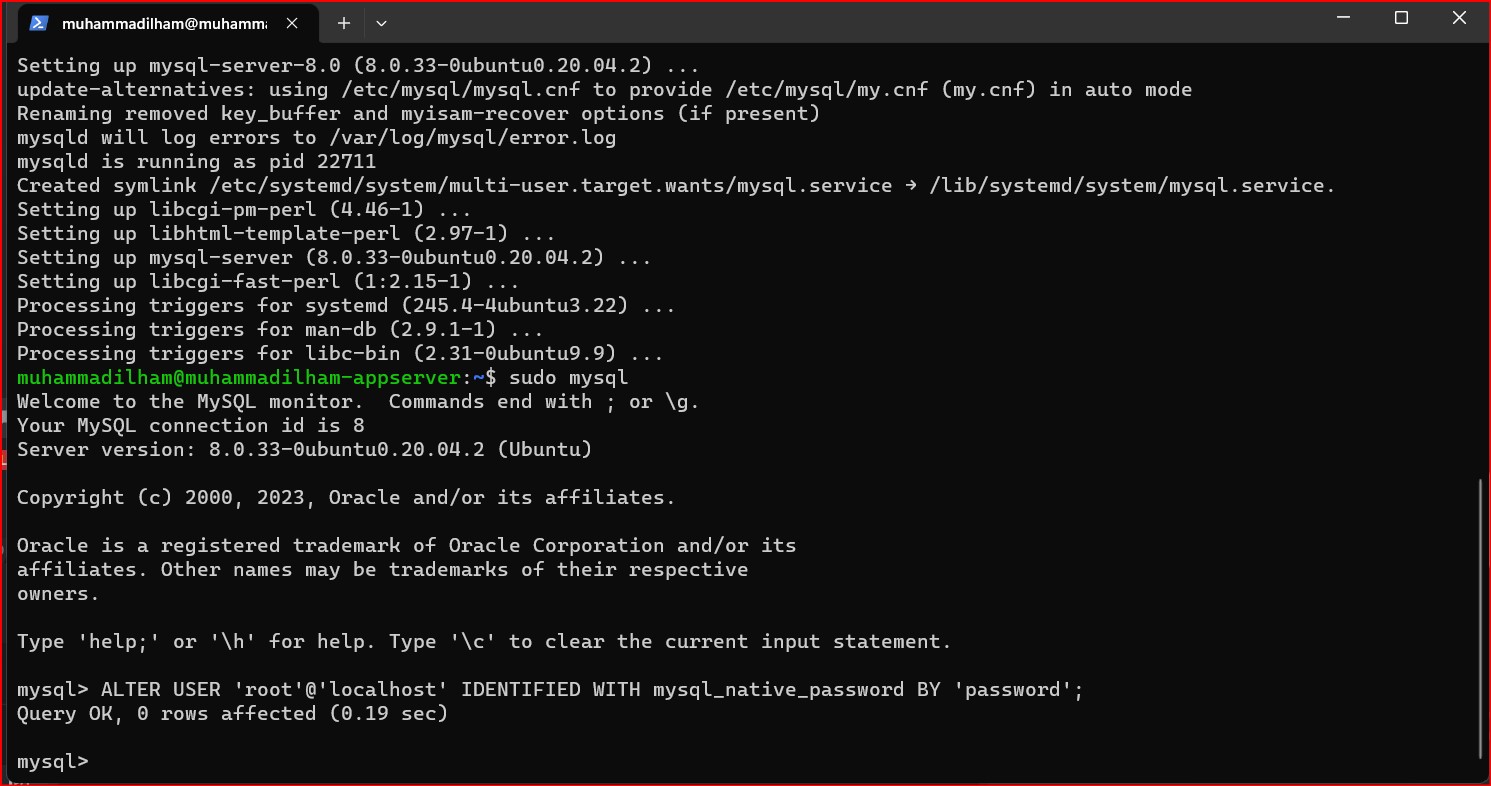 muhammadilham@muhamm
Setting up mysql-server-8.0 (8.0.33-0ubuntu0.20.04.2) ...
update-alternatives: using /etc/mysql/mysql.cnf to provide /etc/mysql/my.cnf (my.cnf) in auto mode
Renaming removed key_buffer and myisam-recover options (if present)
mysqld will log errors to /var/log/mysql/error.log
mysqld is running as pid 22711
Created symlink /etc/systemd/system/multi-user.target.wants/mysql.service → /lib/systemd/system/mysql.service.
Setting up libcgi-pm-perl (4.46-1) ...
Setting up libhtml-template-perl (2.97-1) ...
Setting up mysql-server (8.0.33-0ubuntu0.20.04.2) ...
Setting up libcgi-fast-perl (1:2.15-1) ...
Processing triggers for systemd (245.4-4ubuntu3.22) ...
Processing triggers for man-db (2.9.1-1) ...
Processing triggers for libc-bin (2.31-0ubuntu9.9) ...
muhammadilham@muhammadilham-appserver:~$ sudo mysql
Welcome to the MySQL monitor.  Commands end with ; or \g.
Your MySQL connection id is 8
Server version: 8.0.33-0ubuntu0.20.04.2 (Ubuntu)

Copyright (c) 2000, 2023, Oracle and/or its affiliates.

Oracle is a registered trademark of Oracle Corporation and/or its
affiliates. Other names may be trademarks of their respective
owners.

Type 'help;' or '\h' for help. Type '\c' to clear the current input statement.

mysql> ALTER USER 'root'@'localhost' IDENTIFIED WITH mysql_native_password BY 'password';
Query OK, 0 rows affected (0.19 sec)

mysql>